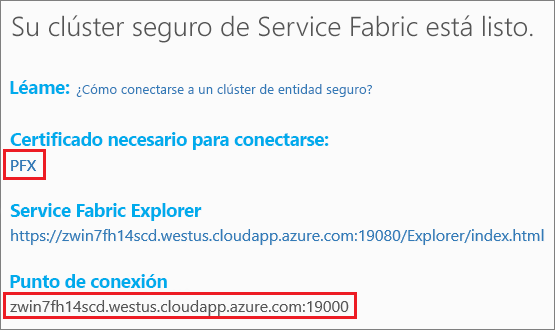 Su clúster seguro de Service Fabric está listo.
Léame: ¿Cómo conectarse a un clúster de entidad seguro?
Certificado necesario para conectarse:
PFX
Service Fabric Explorer
https://zwin7fh14scd.westus.cloudapp.azure.com:19080/Explorer/index.html
Punto de conexión
zwin7fh14scd.westus.cloudapp.azure.com:19000